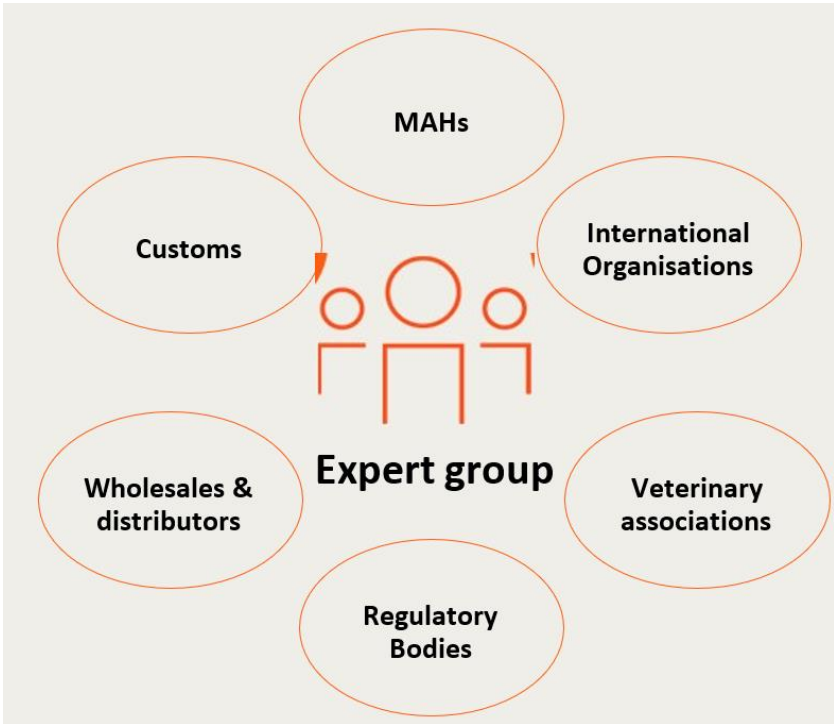 MAHs
Customs
International
Organisations
Expert group
Wholesales &
distributors
Veterinary
associations
Regulatory
Bodies